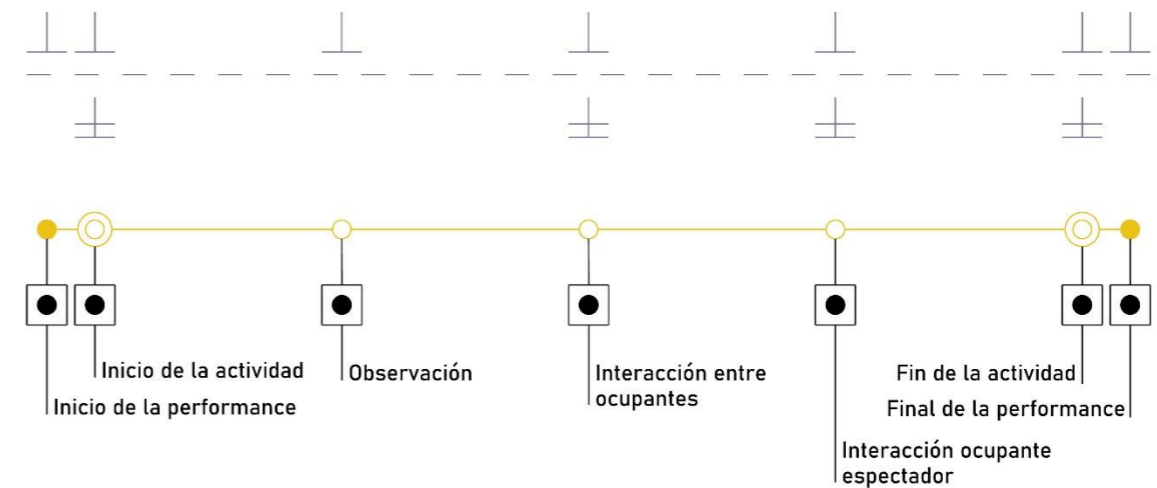 Inicio de la actividad
Inicio de la performance
Observación
Interacción entre
ocupantes
Interacción ocupante
espectador
Fin de la actividad
Final de la performance